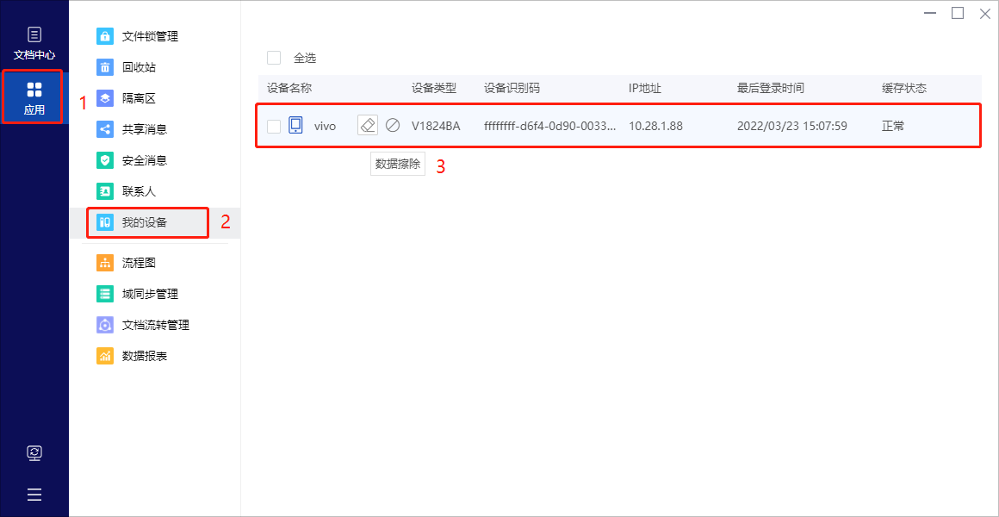 文档中心
应用
1
文件锁管理
回收站
隔离区
共享消息
安全消息
联系人
我的设备
2
流程图
域同步管理
文档流转管理
数据报表
全选
设备名称 设备类型 设备识别码 IP地址 最后登录时间 缓存状态
vivo V1824BA ffffffff-d6f4-0d90-0033... 10.28.1.88 2022/03/23 15:07:59 正常
数据擦除 3